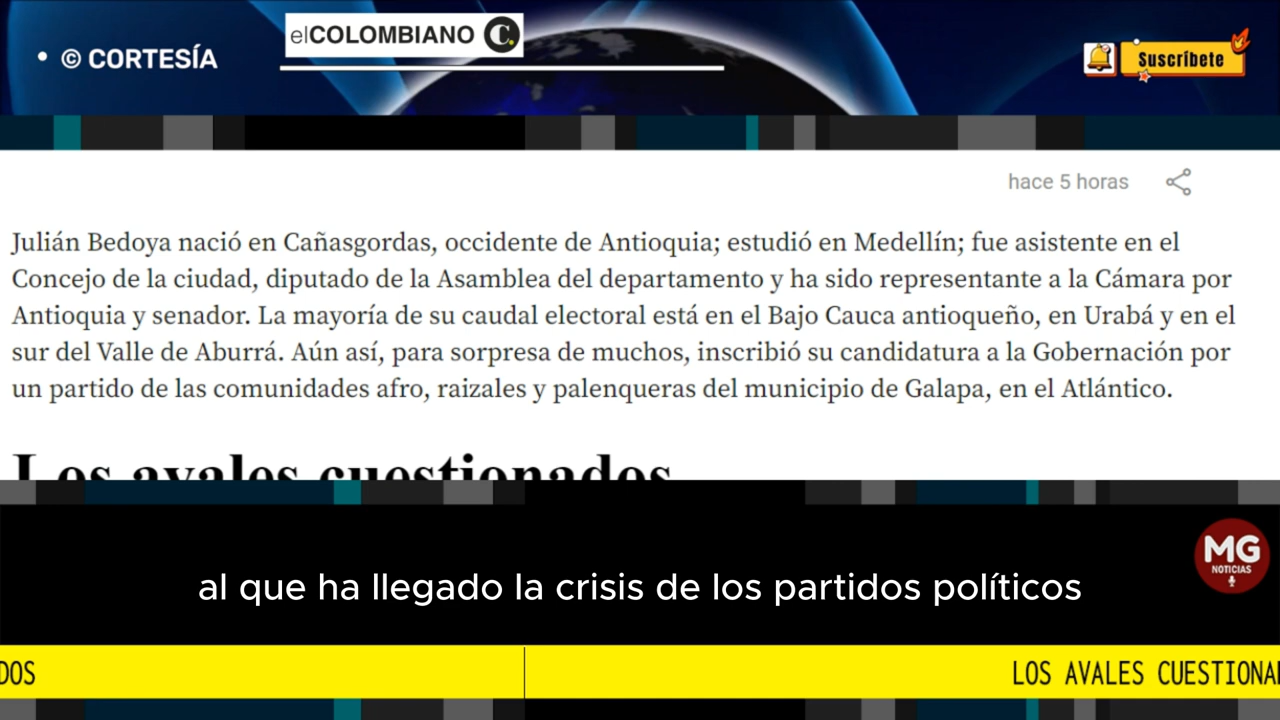 • © CORTESÍA
elCOLOMBIANO C.
Suscríbete
hace 5 horas
Julián Bedoya nació en Cañasgordas, occidente de Antioquia; estudió en Medellín; fue asistente en el
Concejo de la ciudad, diputado de la Asamblea del departamento y ha sido representante a la Cámara por
Antioquia y senador. La mayoría de su caudal electoral está en el Bajo Cauca antioqueño, en Urabá y en el
sur del Valle de Aburrá. Aún así, para sorpresa de muchos, inscribió su candidatura a la Gobernación por
un partido de las comunidades afro, raizales y palenqueras del municipio de Galapa, en el Atlántico.
Los avales cuestionados
MG
NOTICIAS
al que ha llegado la crisis de los partidos políticos
DOS
LOS AVALES CUESTIONA